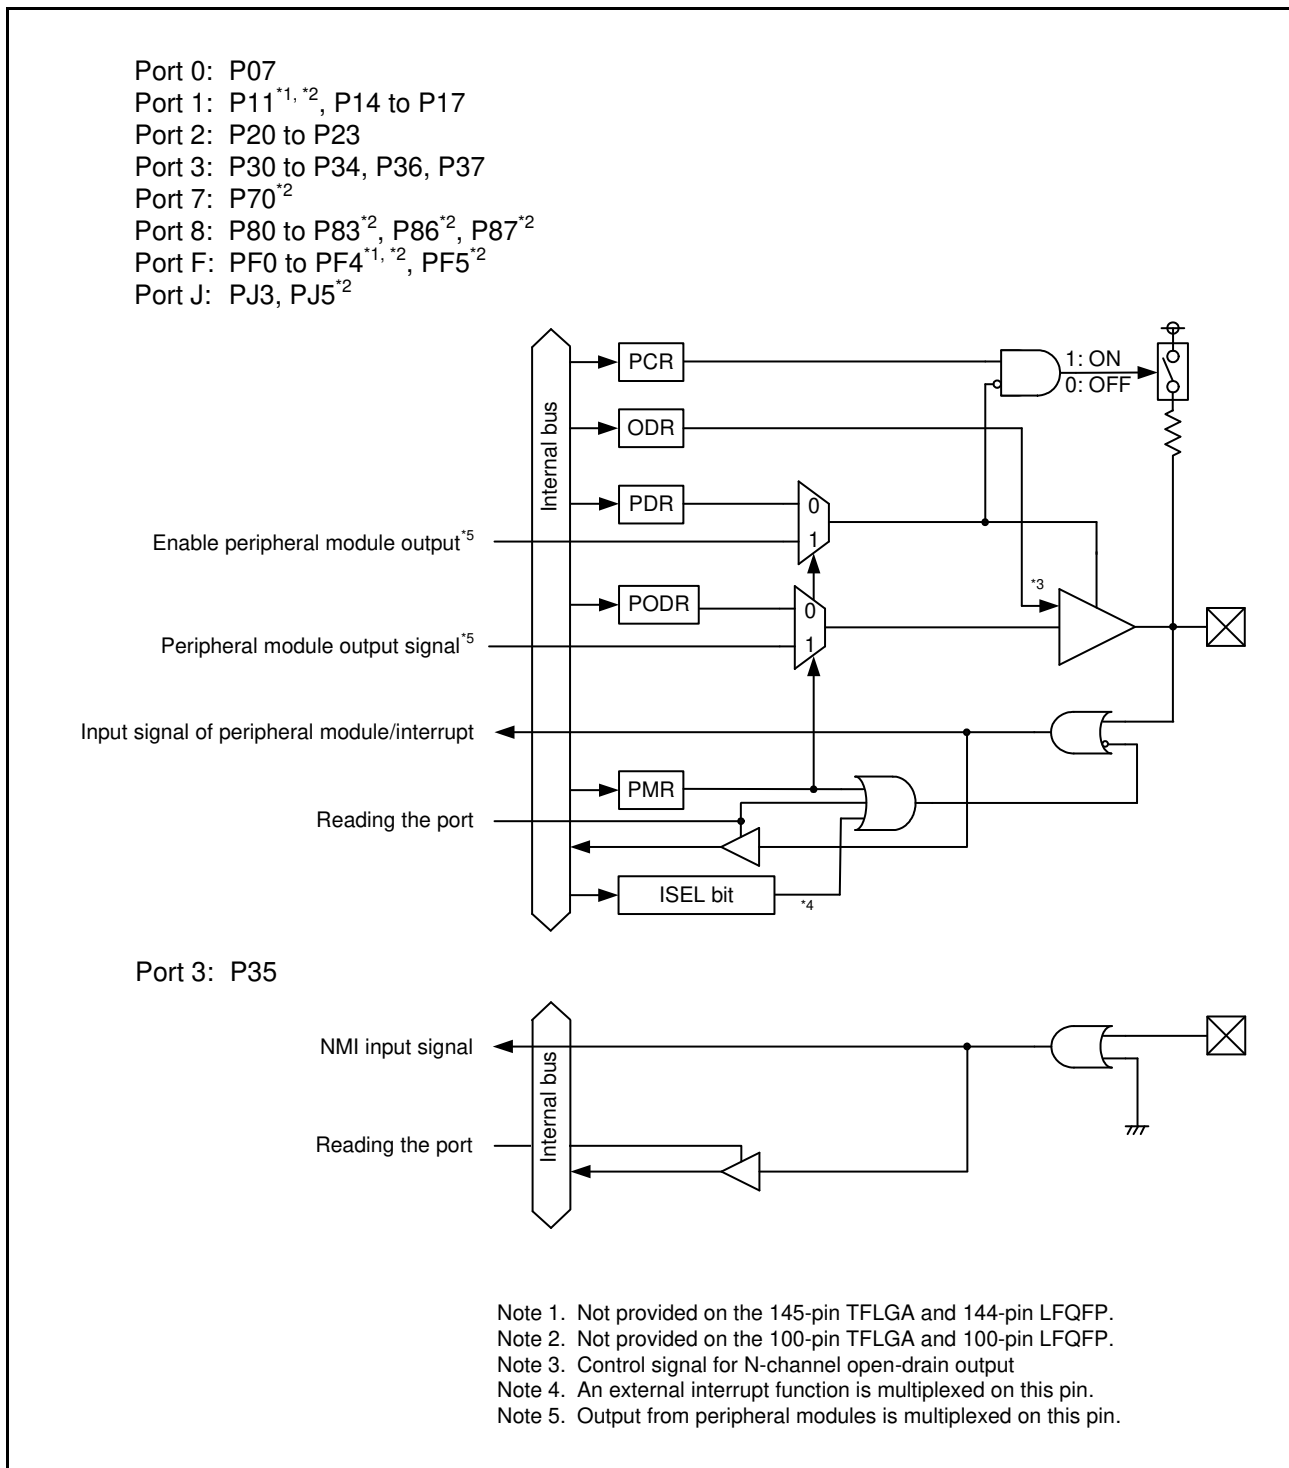 Port 0: P07
Port 1: P11*1, *2, P14 to P17
Port 2: P20 to P23
Port 3: P30 to P34, P36, P37
Port 7: P70*2
Port 8: P80 to P83*2, P86*2, P87*2
Port F: PF0 to PF4*1, *2, PF5*2
Port J: PJ3, PJ5*2
Internal bus
PCR
1: ON
0: OFF
ODR
PDR
0
1
Enable peripheral module output*5
*3
PODR
0
1
Peripheral module output signal*5
Input signal of peripheral module/interrupt
PMR
Reading the port
ISEL bit
*4
Port 3: P35
Internal bus
NMI input signal
Reading the port
Note 1. Not provided on the 145-pin TFLGA and 144-pin LFQFP.
Note 2. Not provided on the 100-pin TFLGA and 100-pin LFQFP.
Note 3. Control signal for N-channel open-drain output
Note 4. An external interrupt function is multiplexed on this pin.
Note 5. Output from peripheral modules is multiplexed on this pin.